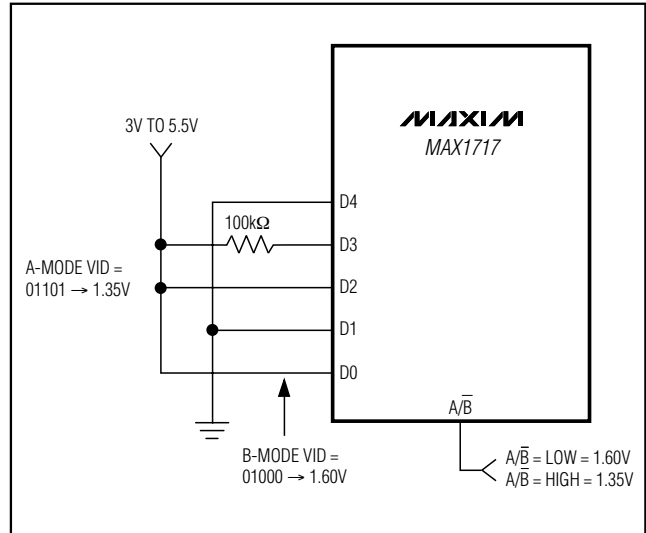 MAXIM
MAX1717
3V TO 5.5V
D4
100kΩ
D3
A-MODE VID =
01101 → 1.35V
D2
D1
D0
A/B̅
B-MODE VID =
01000 → 1.60V
A/B̅ = LOW = 1.60V
A/B̅ = HIGH = 1.35V